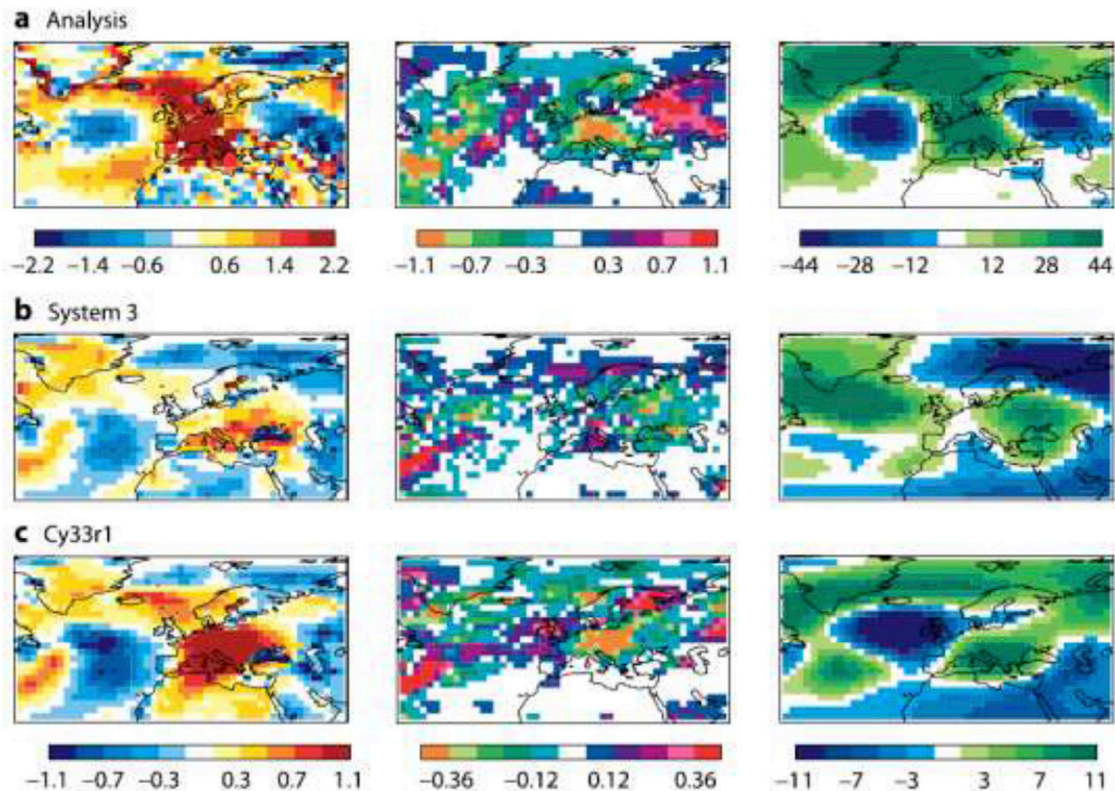 a Analysis
−2.2 −1.4 −0.6 0.6 1.4 2.2
−1.1 −0.7 −0.3 0.3 0.7 1.1
−44 −28 −12 12 28 44
b System 3
c Cy33r1
−1.1 −0.7 −0.3 0.3 0.7 1.1
−0.36 −0.12 0.12 0.36
−11 −7 −3 3 7 11